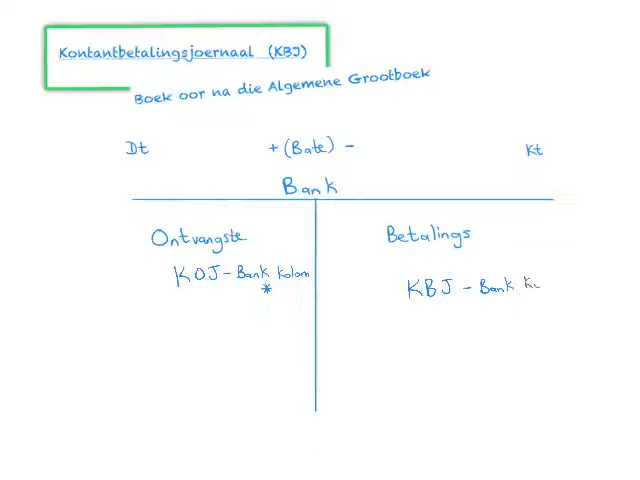 Kontantbetalingsjoernaal (KBJ)
Boek oor na die Algemene Grootboek
Dt + (Bate) - Kt
Bank
Ontvangste Betalings
KOJ - Bank Kolom
*
KBJ - Bank